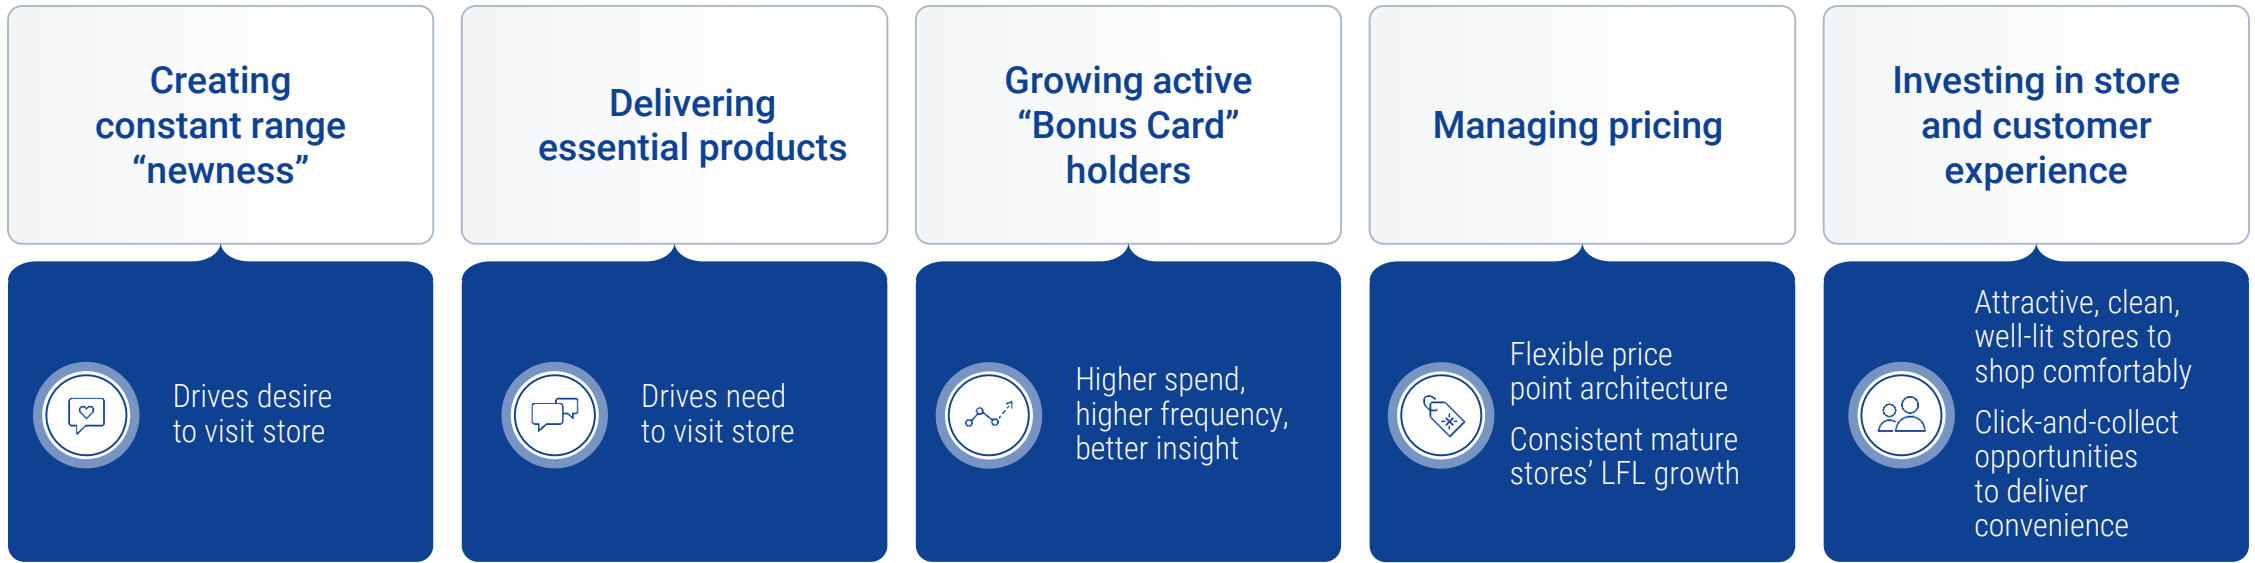 Creating
constant range
“newness”
Drives desire
to visit store
Delivering
essential products
Drives need
to visit store
Growing active
“Bonus Card”
holders
Higher spend,
higher frequency,
better insight
Managing pricing
Flexible price
point architecture
Consistent mature
stores’ LFL growth
Investing in store
and customer
experience
Attractive, clean,
well-lit stores to
shop comfortably
Click-and-collect
opportunities
to deliver
convenience